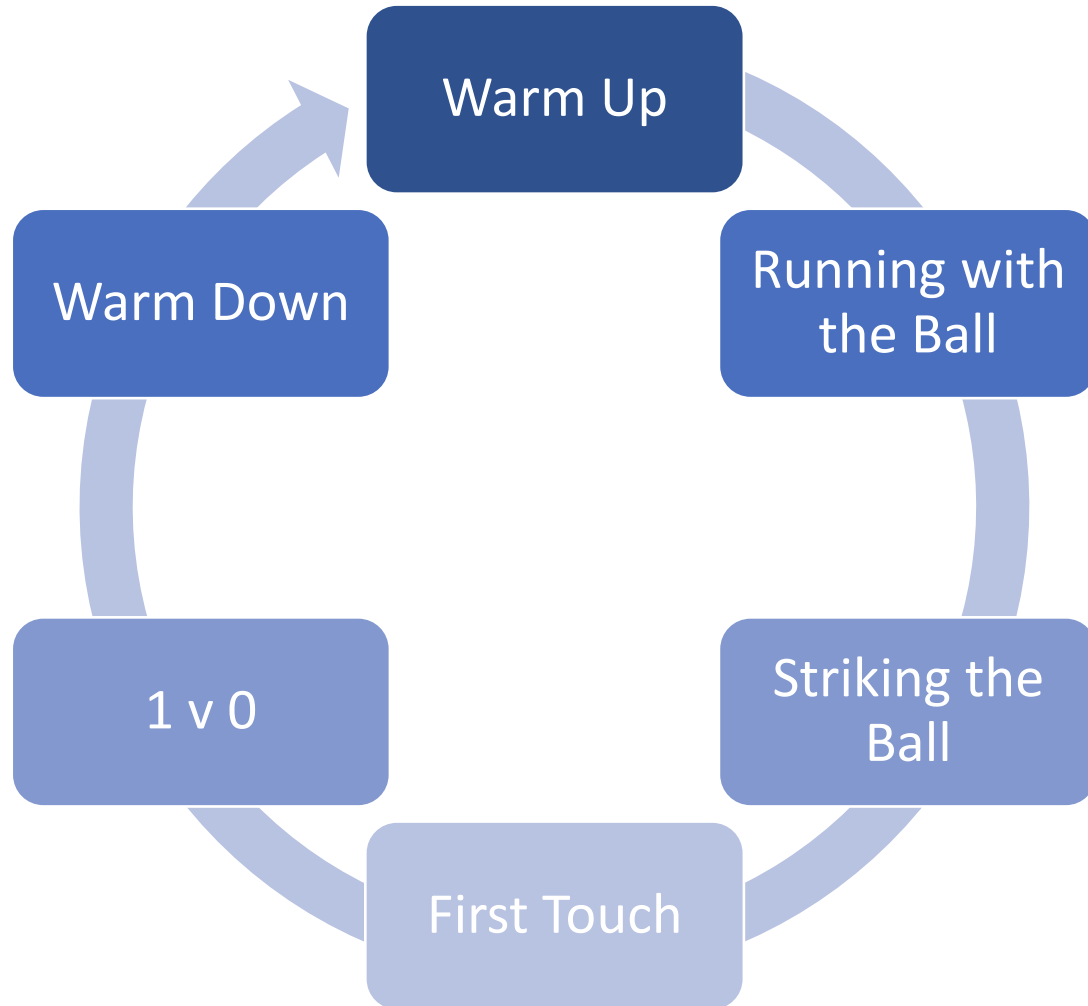 Warm Up
Running with
the Ball
Striking the
Ball
First Touch
1 v 0
Warm Down